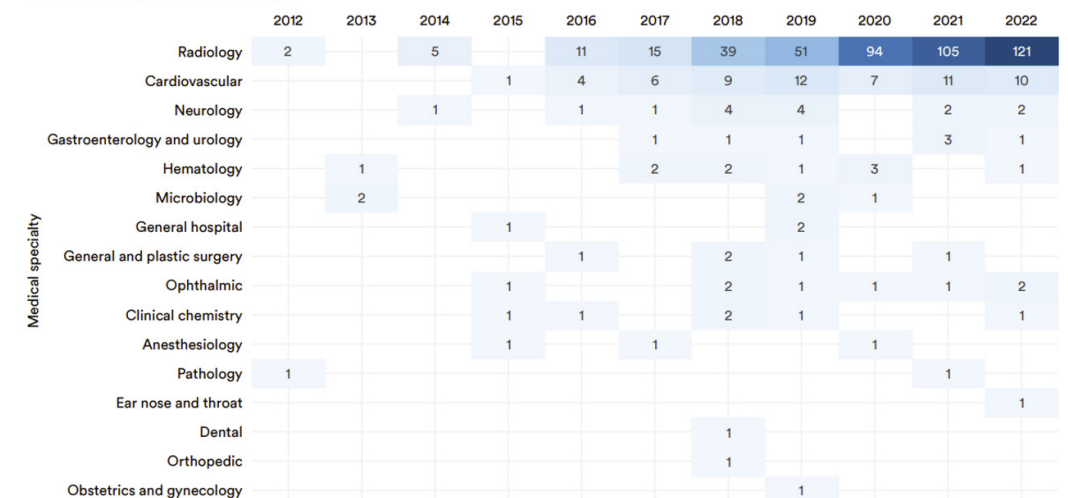 2012 2013 2014 2015 2016 2017 2018 2019 2020 2021 2022
Radiology 2 5 11 15 39 51 94 105 121
Cardiovascular 1 4 6 9 12 7 11 10
Neurology 1 1 1 4 4 2 2
Gastroenterology and urology 1 1 1 3 1
Hematology 1 2 2 1 3 1
Microbiology 2 2 1
General hospital 1 2
General and plastic surgery 1 2 1 1
Ophthalmic 1 2 1 1 1 2
Clinical chemistry 1 1 2 1 1
Anesthesiology 1 1 1
Pathology 1 1
Ear nose and throat 1
Dental 1
Orthopedic 1
Obstetrics and gynecology 1
Medical specialty